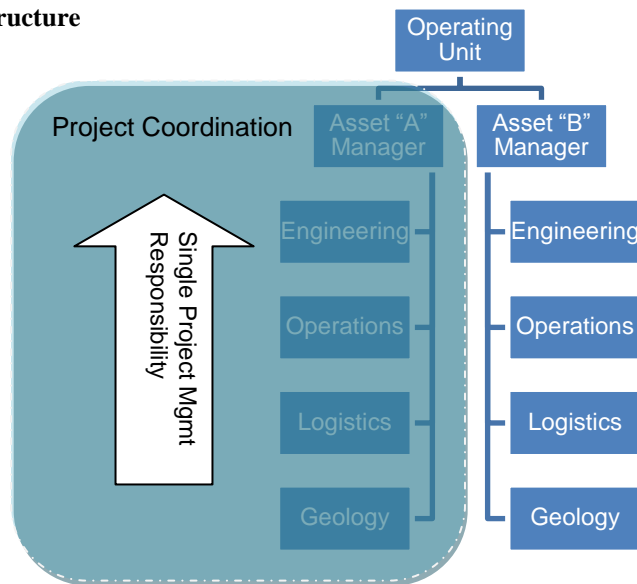 ructure
Operating
Unit
Project Coordination
Asset “A”
Manager
Asset “B”
Manager
Single Project Mgmt
Responsibility
Engineering
Operations
Logistics
Geology
Engineering
Operations
Logistics
Geology